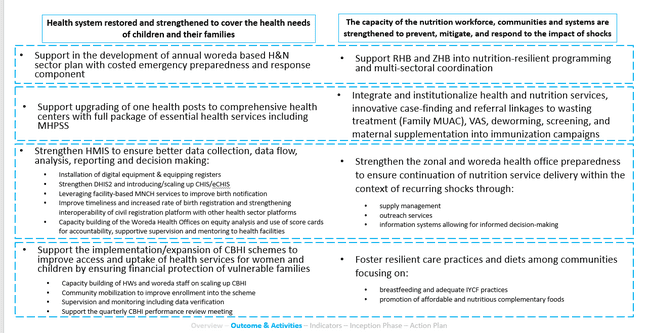 Health system restored and strengthened to cover the health needs
of children and their families
The capacity of the nutrition workforce, communities and systems are
strengthened to prevent, mitigate, and respond to the impact of shocks
• Support in the development of annual woreda based H&N
sector plan with costed emergency preparedness and response
component
• Support RHB and ZHB into nutrition-resilient programming
and multi-sectoral coordination
• Support upgrading of one health posts to comprehensive health
centers with full package of essential health services including
MHPSS
• Integrate and institutionalize health and nutrition services,
innovative case-finding and referral linkages to wasting
treatment (Family MUAC), VAS, deworming, screening, and
maternal supplementation into immunization campaigns
• Strengthen HMIS to ensure better data collection, data flow,
analysis, reporting and decision making:
• Installation of digital equipment & equipping registers
• Strengthen DHIS2 and introducing/scaling up CHIS/eCHIS
• Leveraging facility-based MNCH services to improve birth notification
• Improve timeliness and increased rate of birth registration and strengthening
interoperability of civil registration platform with other health sector platforms
• Capacity building of the Woreda Health Offices on equity analysis and use of score cards
for accountability, supportive supervision and mentoring to health facilities
• Strengthen the zonal and woreda health office preparedness
to ensure continuation of nutrition service delivery within the
context of recurring shocks through:
• supply management
• outreach services
• information systems allowing for informed decision-making
• Support the implementation/expansion of CBHI schemes to
improve access and uptake of health services for women and
children by ensuring financial protection of vulnerable families
• Capacity building of HWs and woreda staff on scaling up CBHI
• Community mobilization to improve enrollment into the scheme
• Supervision and monitoring including data verification
• Support the quarterly CBHI performance review meeting
• Foster resilient care practices and diets among communities
focusing on:
• breastfeeding and adequate IYCF practices
• promotion of affordable and nutritious complementary foods
Overview – Outcome & Activities – Indicators – Inception Phase – Action Plan